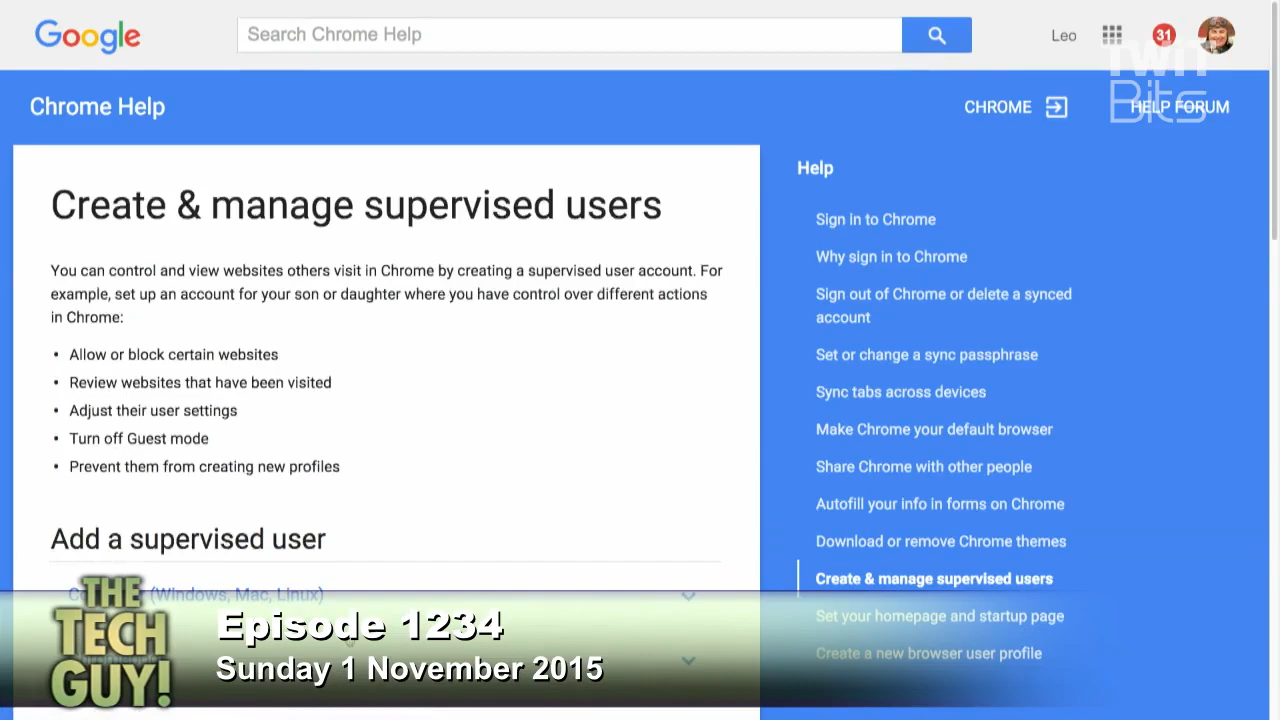 Google
Search Chrome Help
Leo
31
TWiT
Bits
Chrome Help
CHROME
HELP FORUM
Create & manage supervised users
You can control and view websites others visit in Chrome by creating a supervised user account. For
example, set up an account for your son or daughter where you have control over different actions
in Chrome:
• Allow or block certain websites
• Review websites that have been visited
• Adjust their user settings
• Turn off Guest mode
• Prevent them from creating new profiles
Add a supervised user
(Windows, Mac, Linux)
Help
Sign in to Chrome
Why sign in to Chrome
Sign out of Chrome or delete a synced
account
Set or change a sync passphrase
Sync tabs across devices
Make Chrome your default browser
Share Chrome with other people
Autofill your info in forms on Chrome
Download or remove Chrome themes
Create & manage supervised users
Set your homepage and startup page
Create a new browser user profile
THE
TECH
GUY!
Episode 1234
Sunday 1 November 2015